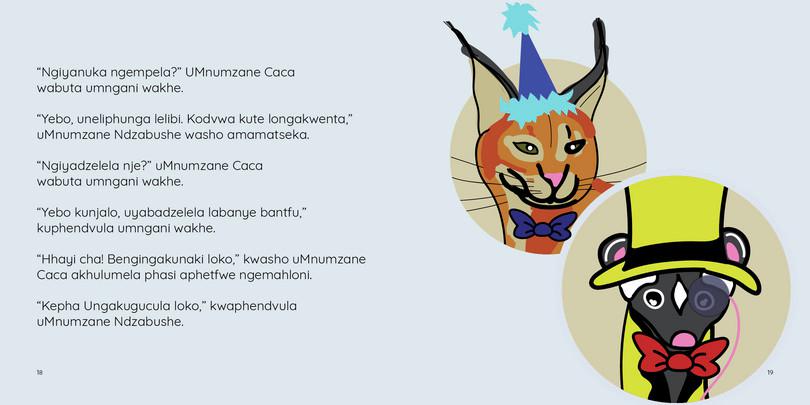 “Ngiyanuka ngempela?” UMnumzane Caca
wabuta umngani wakhe.
“Yebo, uneliphunga lelibi. Kodvwa kute longakwenta,”
uMnumzane Ndzabushe washo amamatseka.
“Ngiyadzelela nje?” uMnumzane Caca
wabuta umngani wakhe.
“Yebo kunjalo, uyabadzelela labanye bantfu,”
kuphendvula umngani wakhe.
“Hhayi cha! Bengingakunaki loko,” kwasho uMnumzane
Caca akhulumela phasi aphetfwe ngemahloni.
“Kepha Ungakugucula loko,” kwaphendvula
uMnumzane Ndzabushe.
18
19